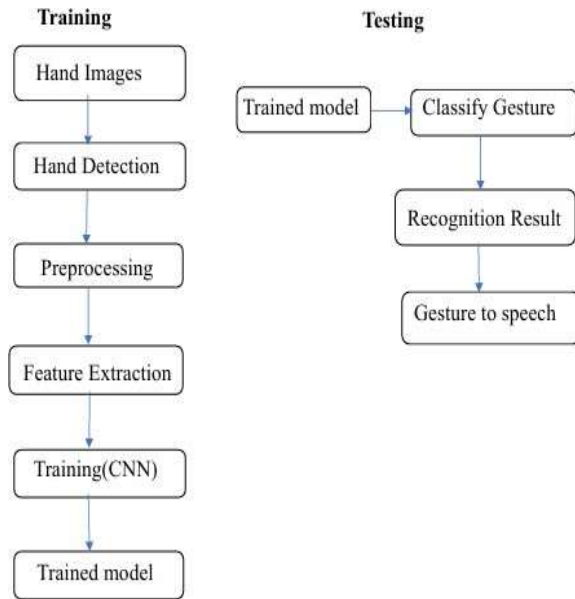 Training
Hand Images
Hand Detection
Preprocessing
Feature Extraction
Training(CNN)
Trained model
Testing
Trained model
Classify Gesture
Recognition Result
Gesture to speech